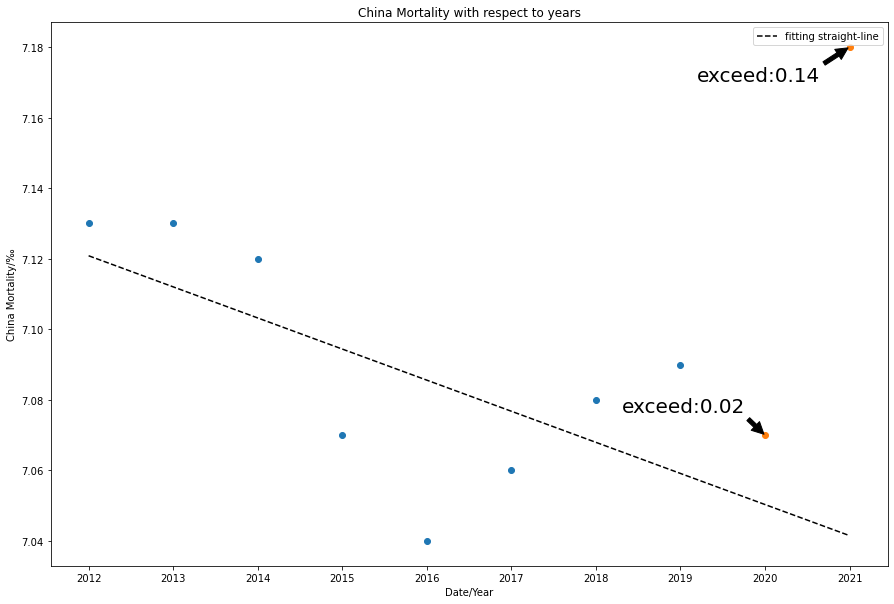 China Mortality with respect to years
fitting straight-line
exceed:0.14
exceed:0.02
China Mortality/‰
7.18
7.16
7.14
7.12
7.10
7.08
7.06
7.04
2012 2013 2014 2015 2016 2017 2018 2019 2020 2021
Date/Year